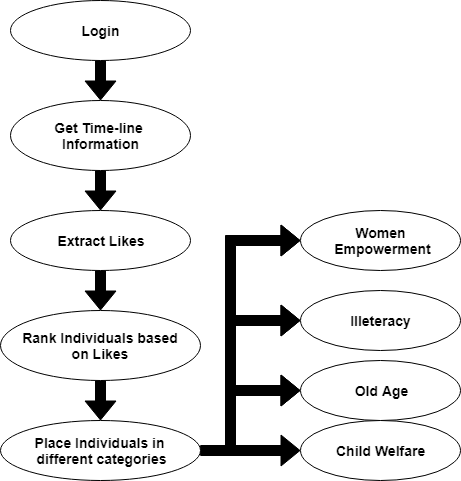 Login
Get Time-line
Information
Extract Likes
Rank Individuals based
on Likes
Place Individuals in
different categories
Women
Empowerment
Illeteracy
Old Age
Child Welfare